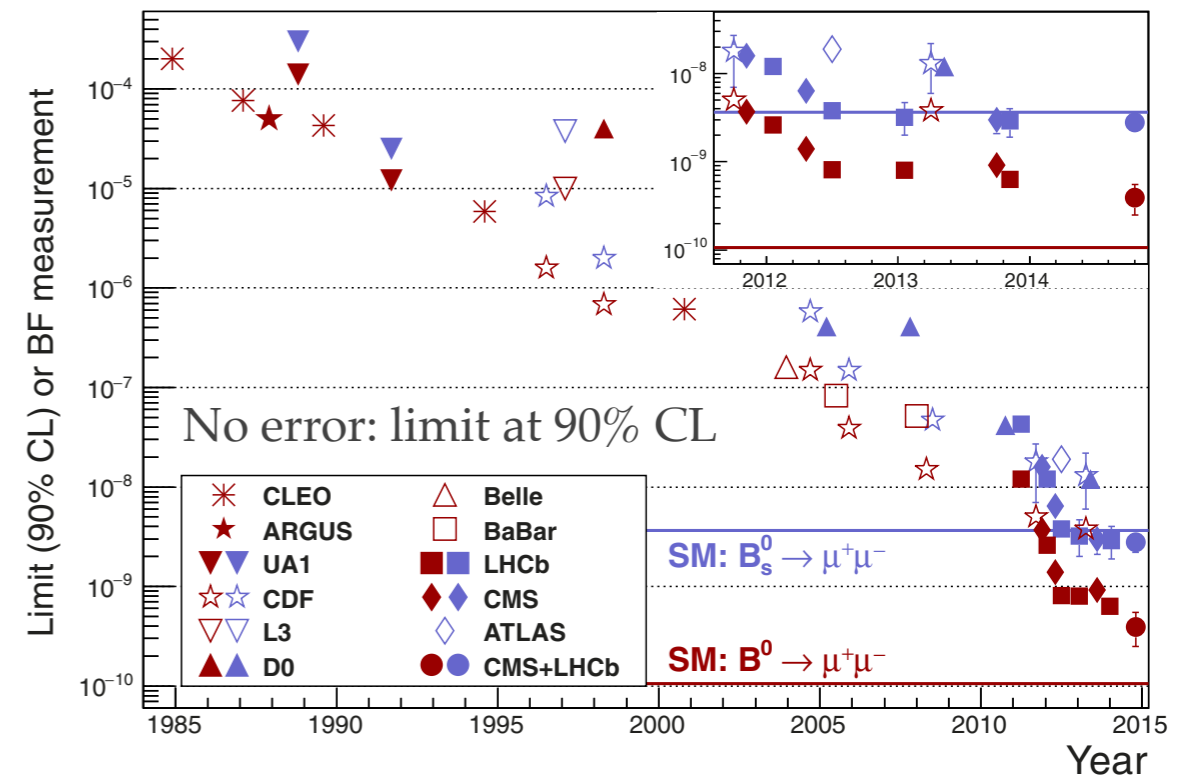 Limit (90% CL) or BF measurement
10⁻⁴
10⁻⁵
10⁻⁶
10⁻⁷
10⁻⁸
10⁻⁹
10⁻¹⁰
10⁻⁸
10⁻⁹
10⁻¹⁰
2012 2013 2014
No error: limit at 90% CL
CLEO Belle
ARGUS BaBar
UA1 LHCb
CDF CMS
L3 ATLAS
D0 CMS+LHCb
SM: B⁰ₛ → μ⁺μ⁻
SM: B⁰ → μ⁺μ⁻
1985 1990 1995 2000 2005 2010 2015
Year